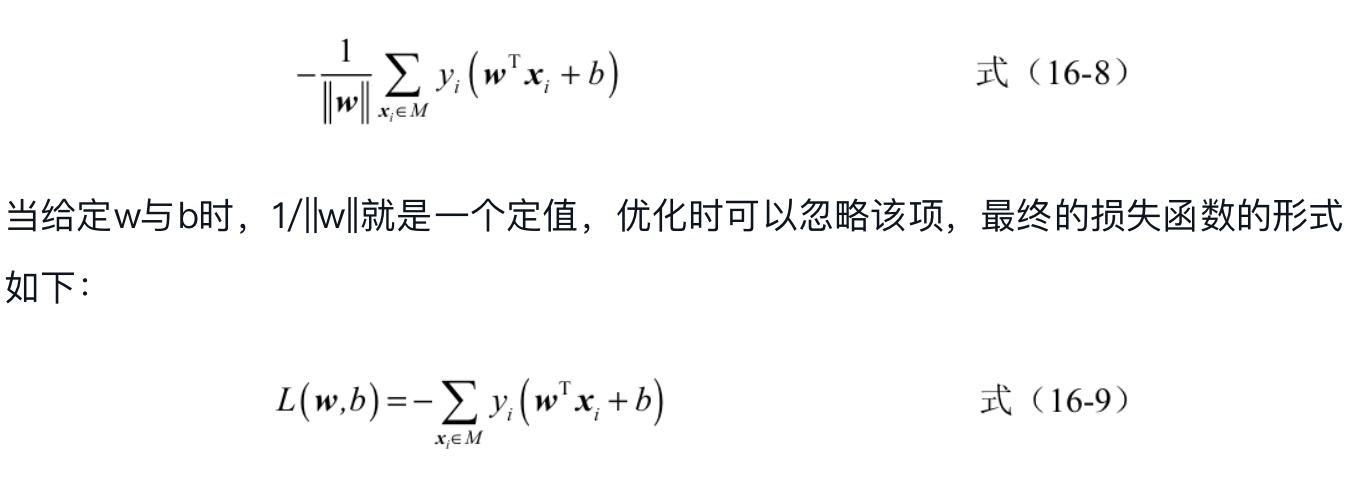 $-\frac{1}{\|\boldsymbol{w}\|}\sum_{\boldsymbol{x}_i \in M} y_i\left(\boldsymbol{w}^{\mathrm{T}}\boldsymbol{x}_i + b\right)$ 式（16-8）
当给定w与b时，1/||w||就是一个定值，优化时可以忽略该项，最终的损失函数的形式
如下：
$L(\boldsymbol{w},b)=-\sum_{\boldsymbol{x}_i \in M} y_i\left(\boldsymbol{w}^{\mathrm{T}}\boldsymbol{x}_i + b\right)$ 式（16-9）